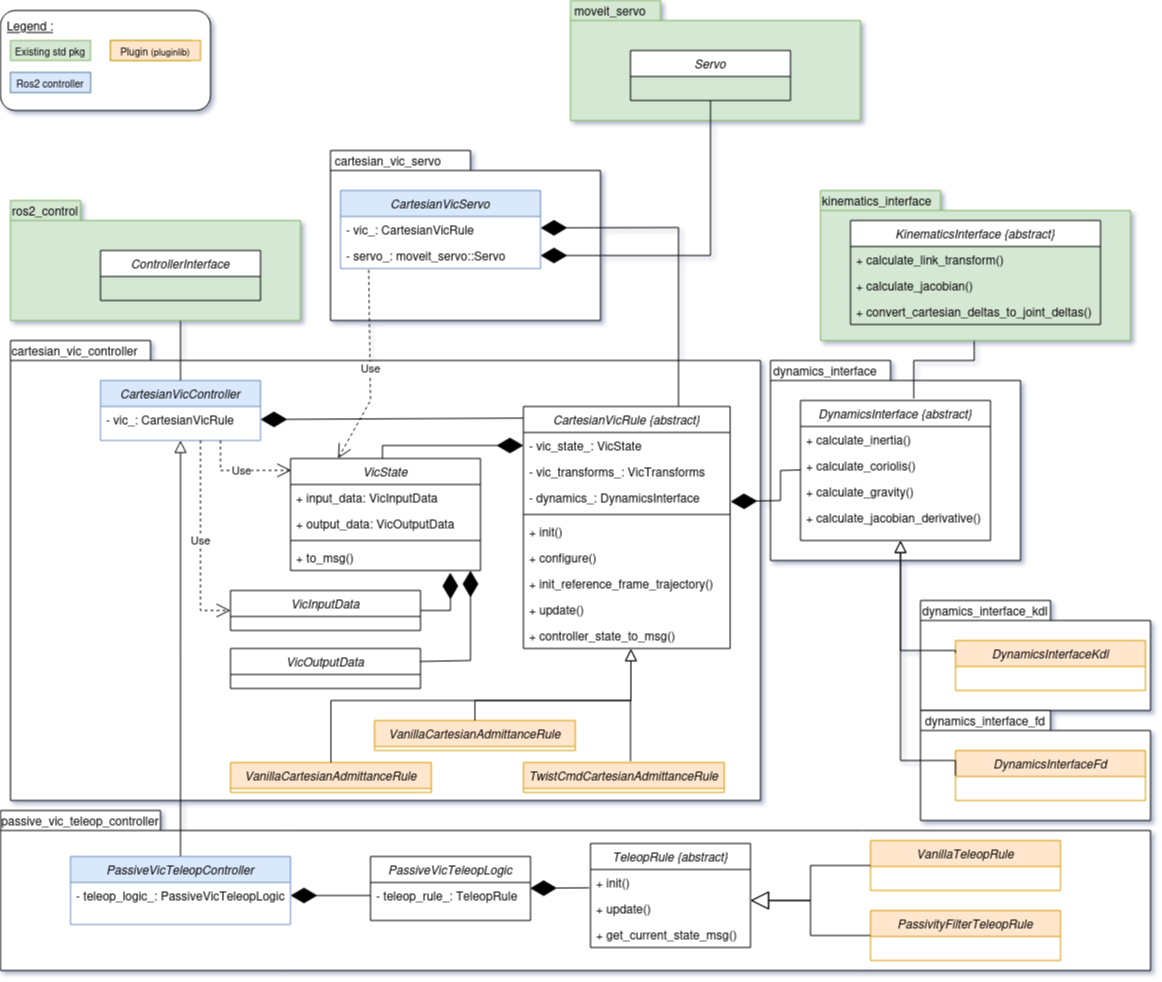 Legend :
Existing std pkg
Plugin (pluginlib)
Ros2 controller
moveit_servo
Servo
cartesian_vic_servo
CartesianVicServo
- vic_: CartesianVicRule
- servo_: moveit_servo::Servo
ros2_control
ControllerInterface
kinematics_interface
KinematicsInterface {abstract}
+ calculate_link_transform()
+ calculate_jacobian()
+ convert_cartesian_deltas_to_joint_deltas()
cartesian_vic_controller
CartesianVicController
- vic_: CartesianVicRule
Use
Use
Use
VicState
+ input_data: VicInputData
+ output_data: VicOutputData
+ to_msg()
VicInputData
VicOutputData
CartesianVicRule {abstract}
- vic_state_: VicState
- vic_transforms_: VicTransforms
- dynamics_: DynamicsInterface
+ init()
+ configure()
+ init_reference_frame_trajectory()
+ update()
+ controller_state_to_msg()
VanillaCartesianAdmittanceRule
VanillaCartesianAdmittanceRule
TwistCmdCartesianAdmittanceRule
dynamics_interface
DynamicsInterface {abstract}
+ calculate_inertia()
+ calculate_coriolis()
+ calculate_gravity()
+ calculate_jacobian_derivative()
dynamics_interface_kdl
DynamicsInterfaceKdl
dynamics_interface_fd
DynamicsInterfaceFd
passive_vic_teleop_controller
PassiveVicTeleopController
- teleop_logic_: PassiveVicTeleopLogic
PassiveVicTeleopLogic
- teleop_rule_: TeleopRule
TeleopRule {abstract}
+ init()
+ update()
+ get_current_state_msg()
VanillaTeleopRule
PassivityFilterTeleopRule